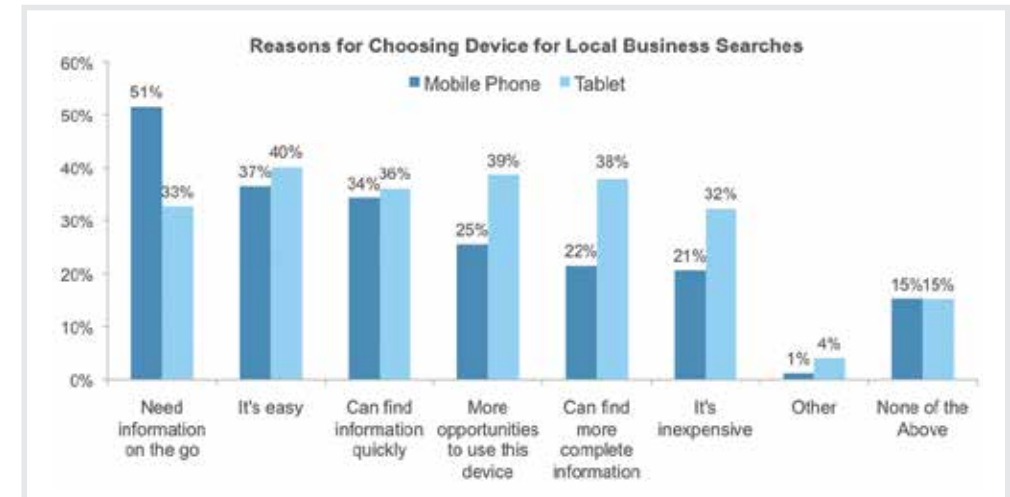 Reasons for Choosing Device for Local Business Searches
Mobile Phone Tablet
60%
50%
40%
30%
20%
10%
0%
51%
33%
37%
40%
34%
36%
25%
39%
22%
38%
21%
32%
1%
4%
15%
15%
Need
information
on the go
It's easy
Can find
information
quickly
More
opportunities
to use this
device
Can find
more
complete
information
It's
inexpensive
Other
None of the
Above